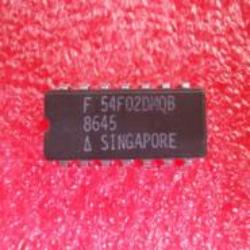 F 54F02DMQB
8645
Δ SINGAPORE